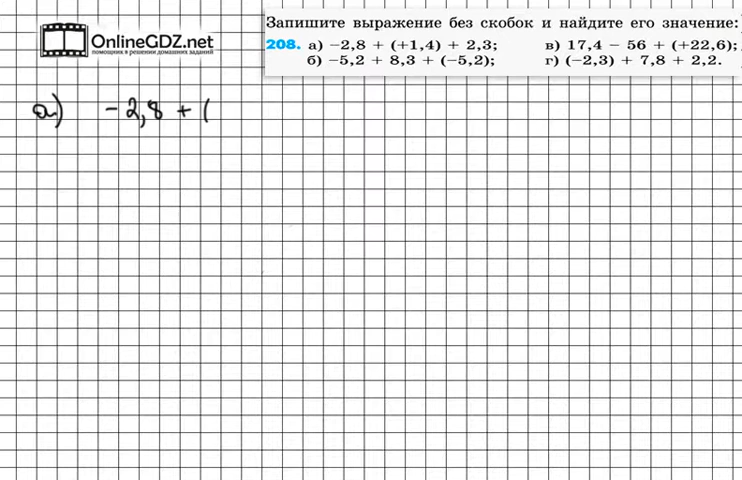 OnlineGDZ.net
помощник в решении домашних заданий
Запишите выражение без скобок и найдите его значение:
208. а) −2,8 + (+1,4) + 2,3; в) 17,4 − 56 + (+22,6);
б) −5,2 + 8,3 + (−5,2); г) (−2,3) + 7,8 + 2,2.
а) −2,8 + (